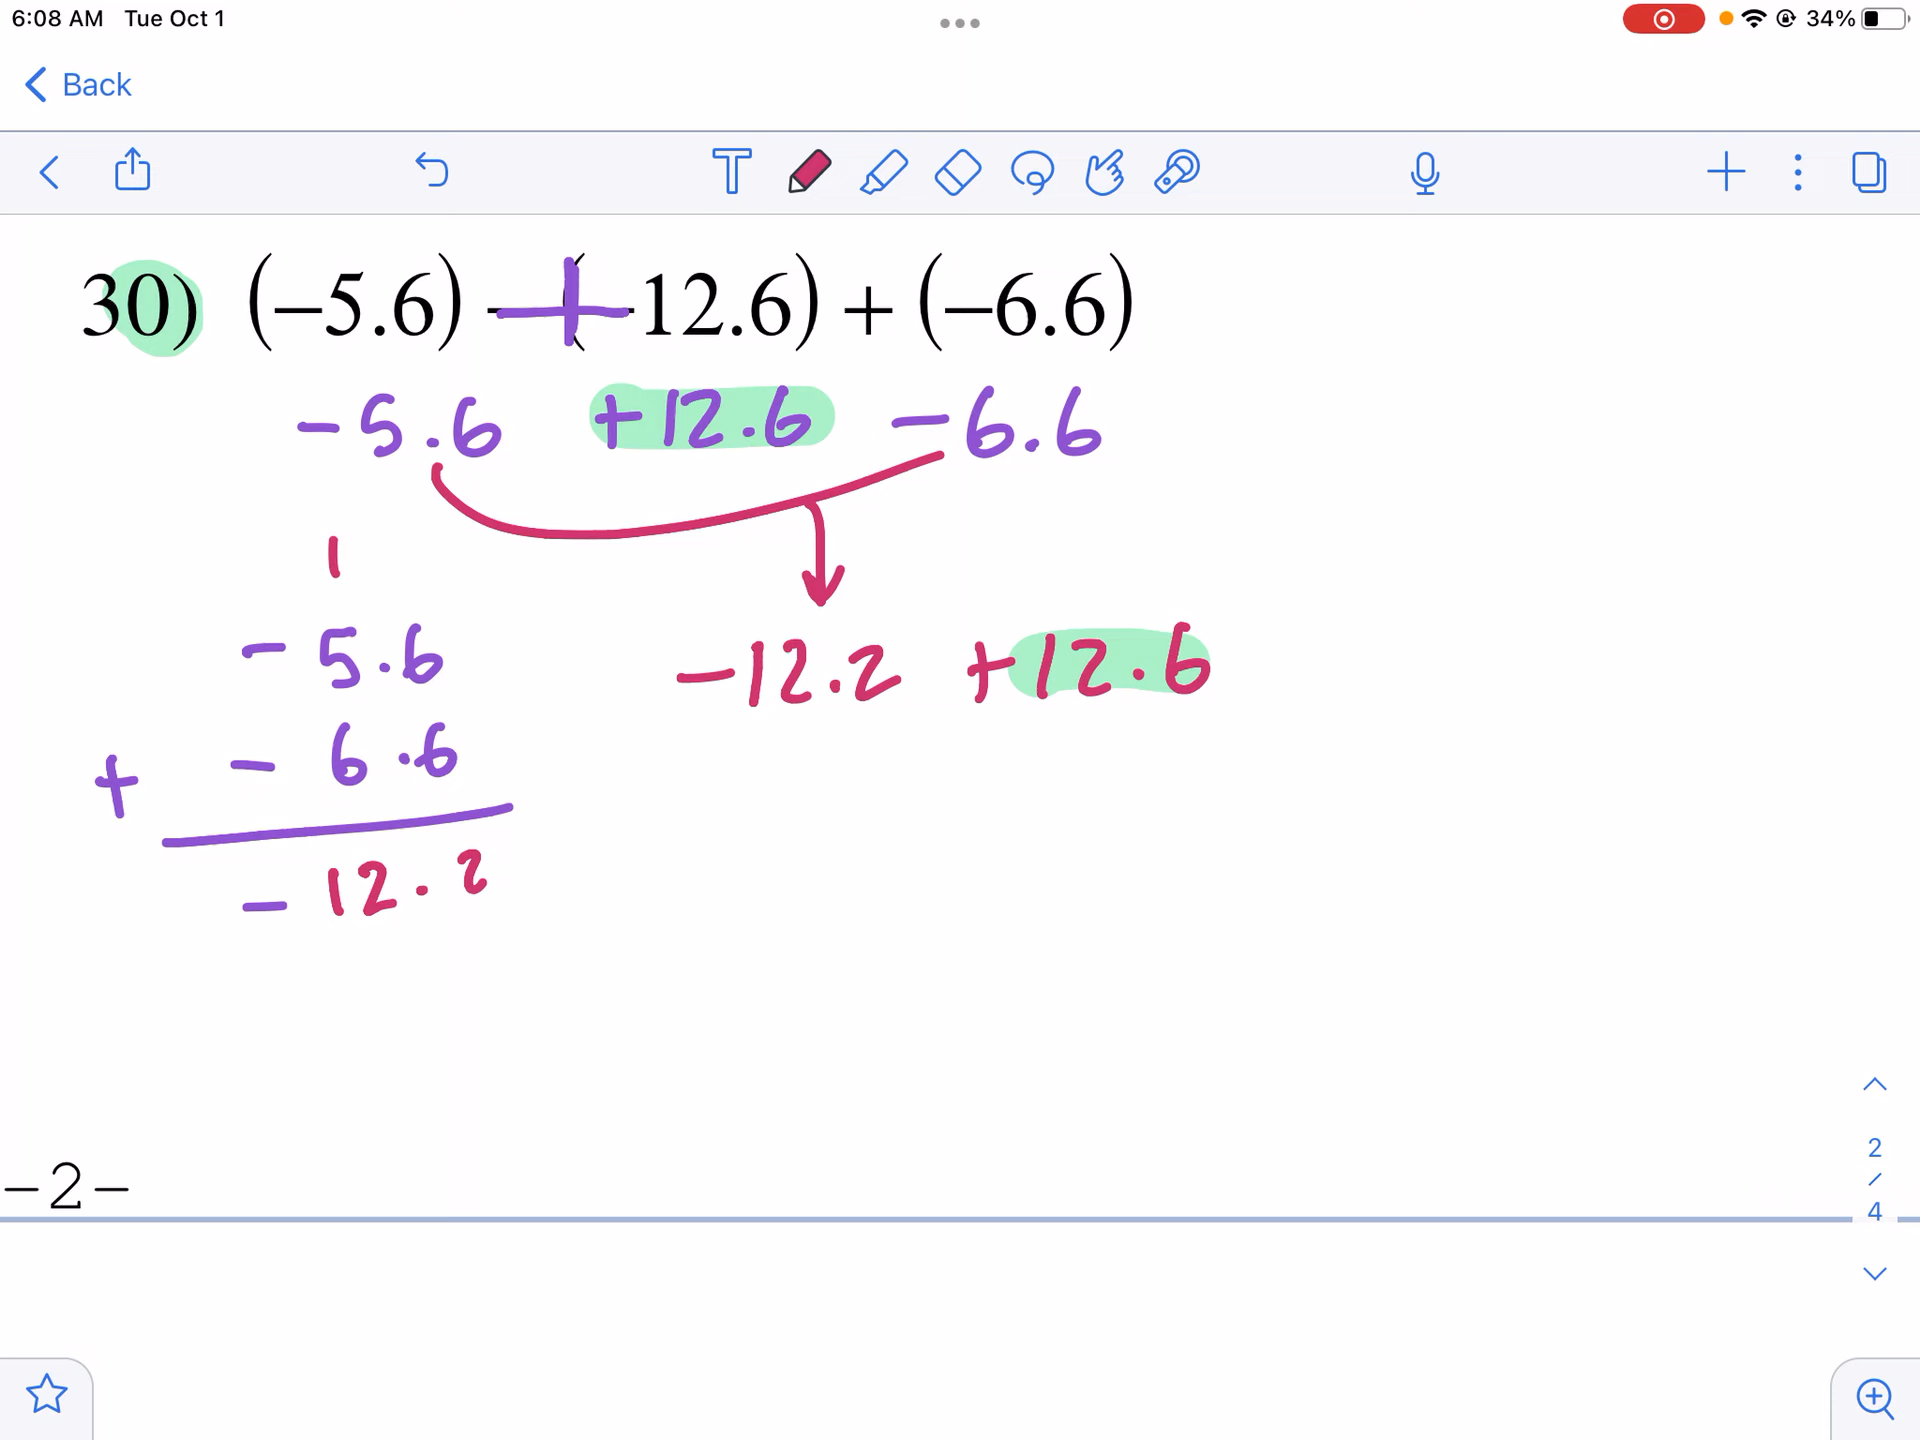 6:08 AM Tue Oct 1
34%
Back
30) (−5.6) − (−12.6) + (−6.6)
-5.6 +12.6 -6.6
1
-5.6
-12.2 +12.6
+ -6.6
-12.2
-2-
2
/
4